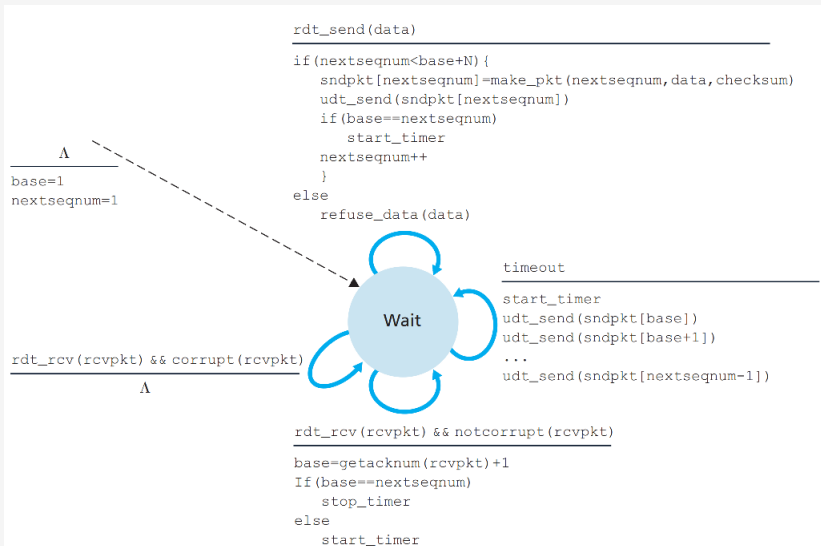 rdt_send(data)
if(nextseqnum<base+N){
sndpkt[nextseqnum]=make_pkt(nextseqnum,data,checksum)
udt_send(sndpkt[nextseqnum])
if(base==nextseqnum)
start_timer
nextseqnum++
}
else
refuse_data(data)
Λ
base=1
nextseqnum=1
Wait
timeout
start_timer
udt_send(sndpkt[base])
udt_send(sndpkt[base+1])
...
udt_send(sndpkt[nextseqnum-1])
rdt_rcv(rcvpkt) && corrupt(rcvpkt)
Λ
rdt_rcv(rcvpkt) && notcorrupt(rcvpkt)
base=getacknum(rcvpkt)+1
If(base==nextseqnum)
stop_timer
else
start_timer